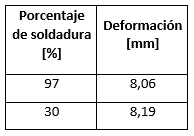 Porcentaje de soldadura [%] Deformación [mm]
97 8,06
30 8,19